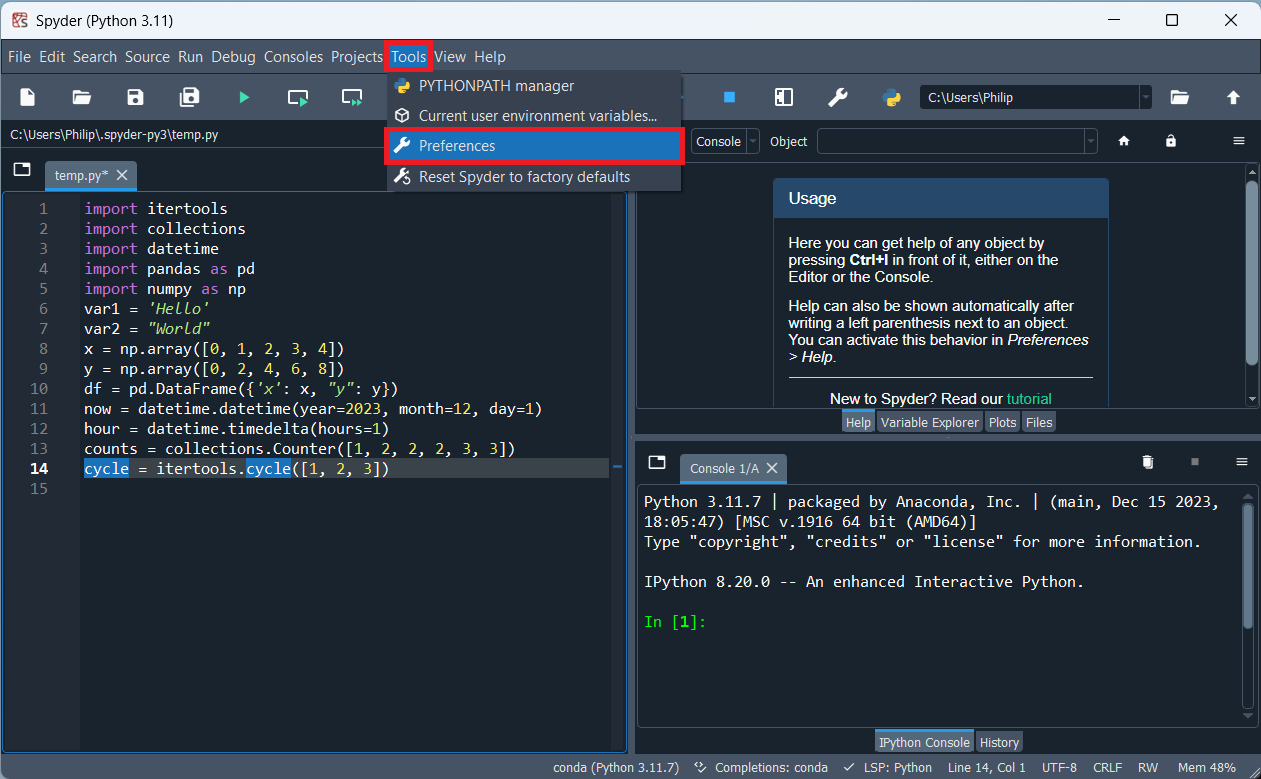 Spyder (Python 3.11)
File Edit Search Source Run Debug Consoles Projects Tools View Help
PYTHONPATH manager
Current user environment variables...
Preferences
Reset Spyder to factory defaults
C:\Users\Philip
C:\Users\Philip\.spyder-py3\temp.py
Console Object
temp.py*
1 import itertools
2 import collections
3 import datetime
4 import pandas as pd
5 import numpy as np
6 var1 = 'Hello'
7 var2 = "World"
8 x = np.array([0, 1, 2, 3, 4])
9 y = np.array([0, 2, 4, 6, 8])
10 df = pd.DataFrame({'x': x, "y": y})
11 now = datetime.datetime(year=2023, month=12, day=1)
12 hour = datetime.timedelta(hours=1)
13 counts = collections.Counter([1, 2, 2, 2, 3, 3])
14 cycle = itertools.cycle([1, 2, 3])
15
Usage
Here you can get help of any object by
pressing Ctrl+I in front of it, either on the
Editor or the Console.
Help can also be shown automatically after
writing a left parenthesis next to an object.
You can activate this behavior in Preferences
> Help.
New to Spyder? Read our tutorial
Help Variable Explorer Plots Files
Console 1/A
Python 3.11.7 | packaged by Anaconda, Inc. | (main, Dec 15 2023,
18:05:47) [MSC v.1916 64 bit (AMD64)]
Type "copyright", "credits" or "license" for more information.
IPython 8.20.0 -- An enhanced Interactive Python.
In [1]:
IPython Console History
conda (Python 3.11.7) Completions: conda LSP: Python Line 14, Col 1 UTF-8 CRLF RW Mem 48%